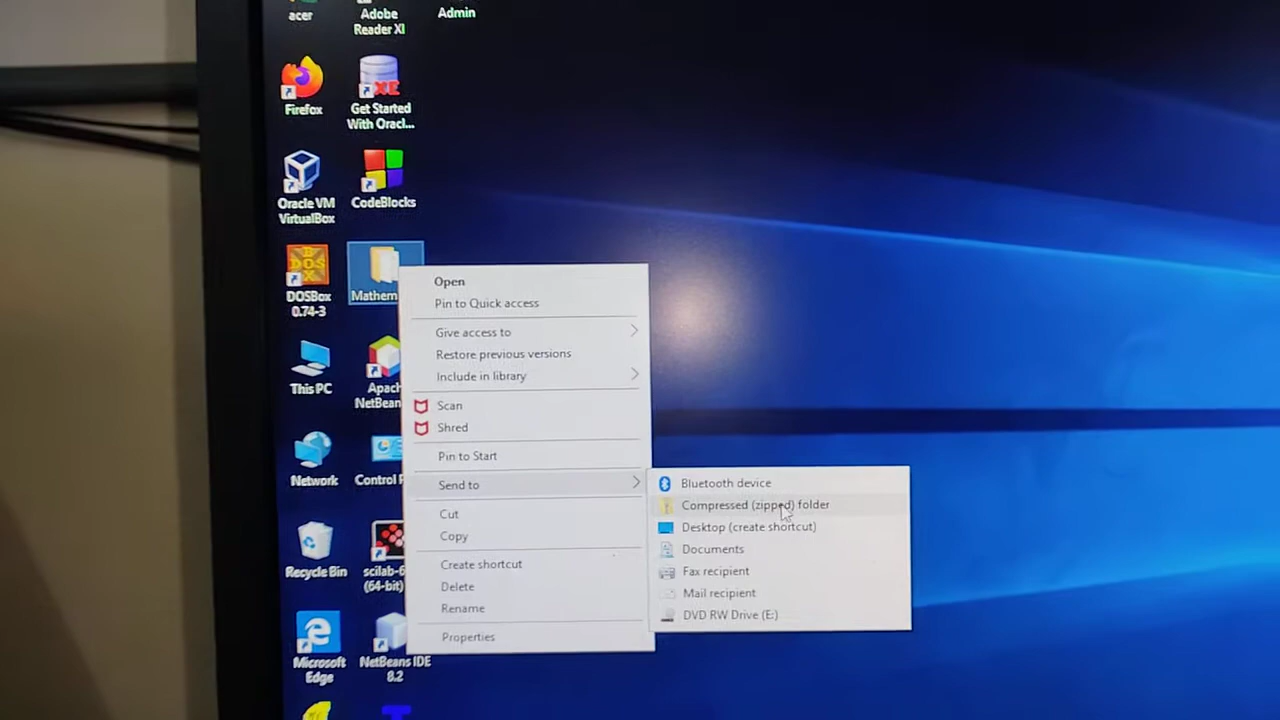 acer
Adobe
Reader XI
Admin
Firefox
XE
Get Started
With Oracl...
Oracle VM
VirtualBox
CodeBlocks
DOSBox
0.74-3
Mathem
This PC
Apach
NetBean
Network
Control P
Recycle Bin
scilab-6
(64-bit)
Microsoft
Edge
NetBeans IDE
8.2
Open
Pin to Quick access
Give access to
Restore previous versions
Include in library
Scan
Shred
Pin to Start
Send to
Cut
Copy
Create shortcut
Delete
Rename
Properties
Bluetooth device
Compressed (zipped) folder
Desktop (create shortcut)
Documents
Fax recipient
Mail recipient
DVD RW Drive (E:)